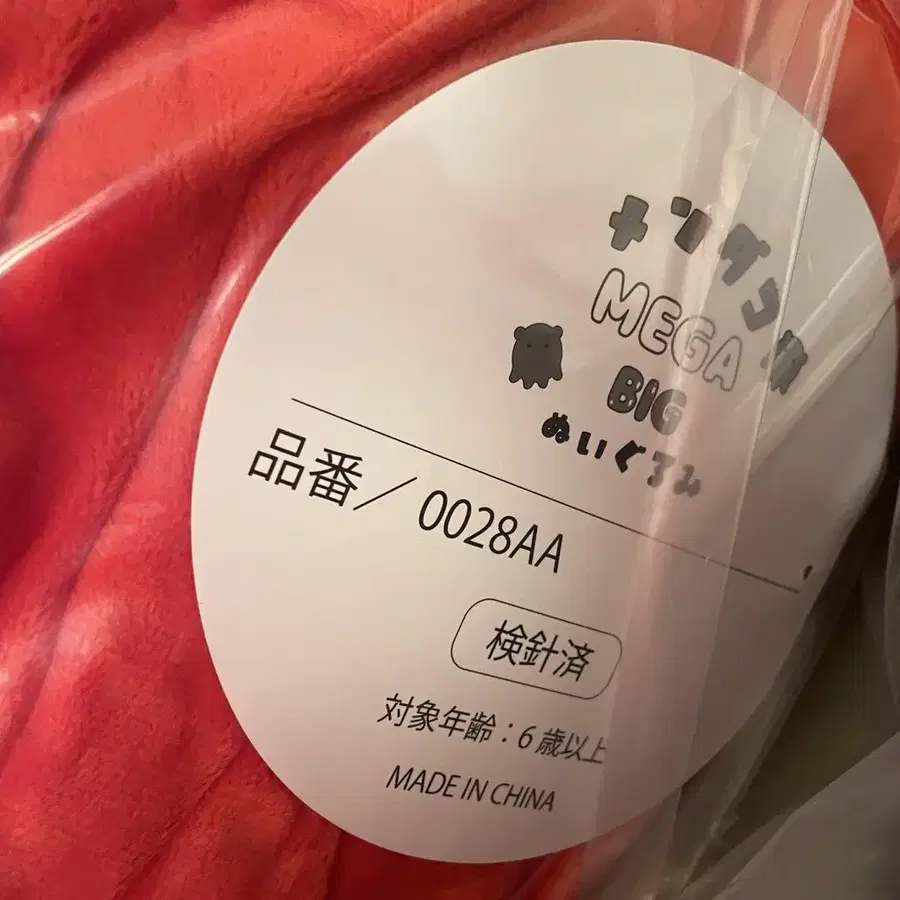 メンダコ
MEGA
BIG
ぬいぐるみ
品番／0028AA
検針済
対象年齢：6歳以上
MADE IN CHINA